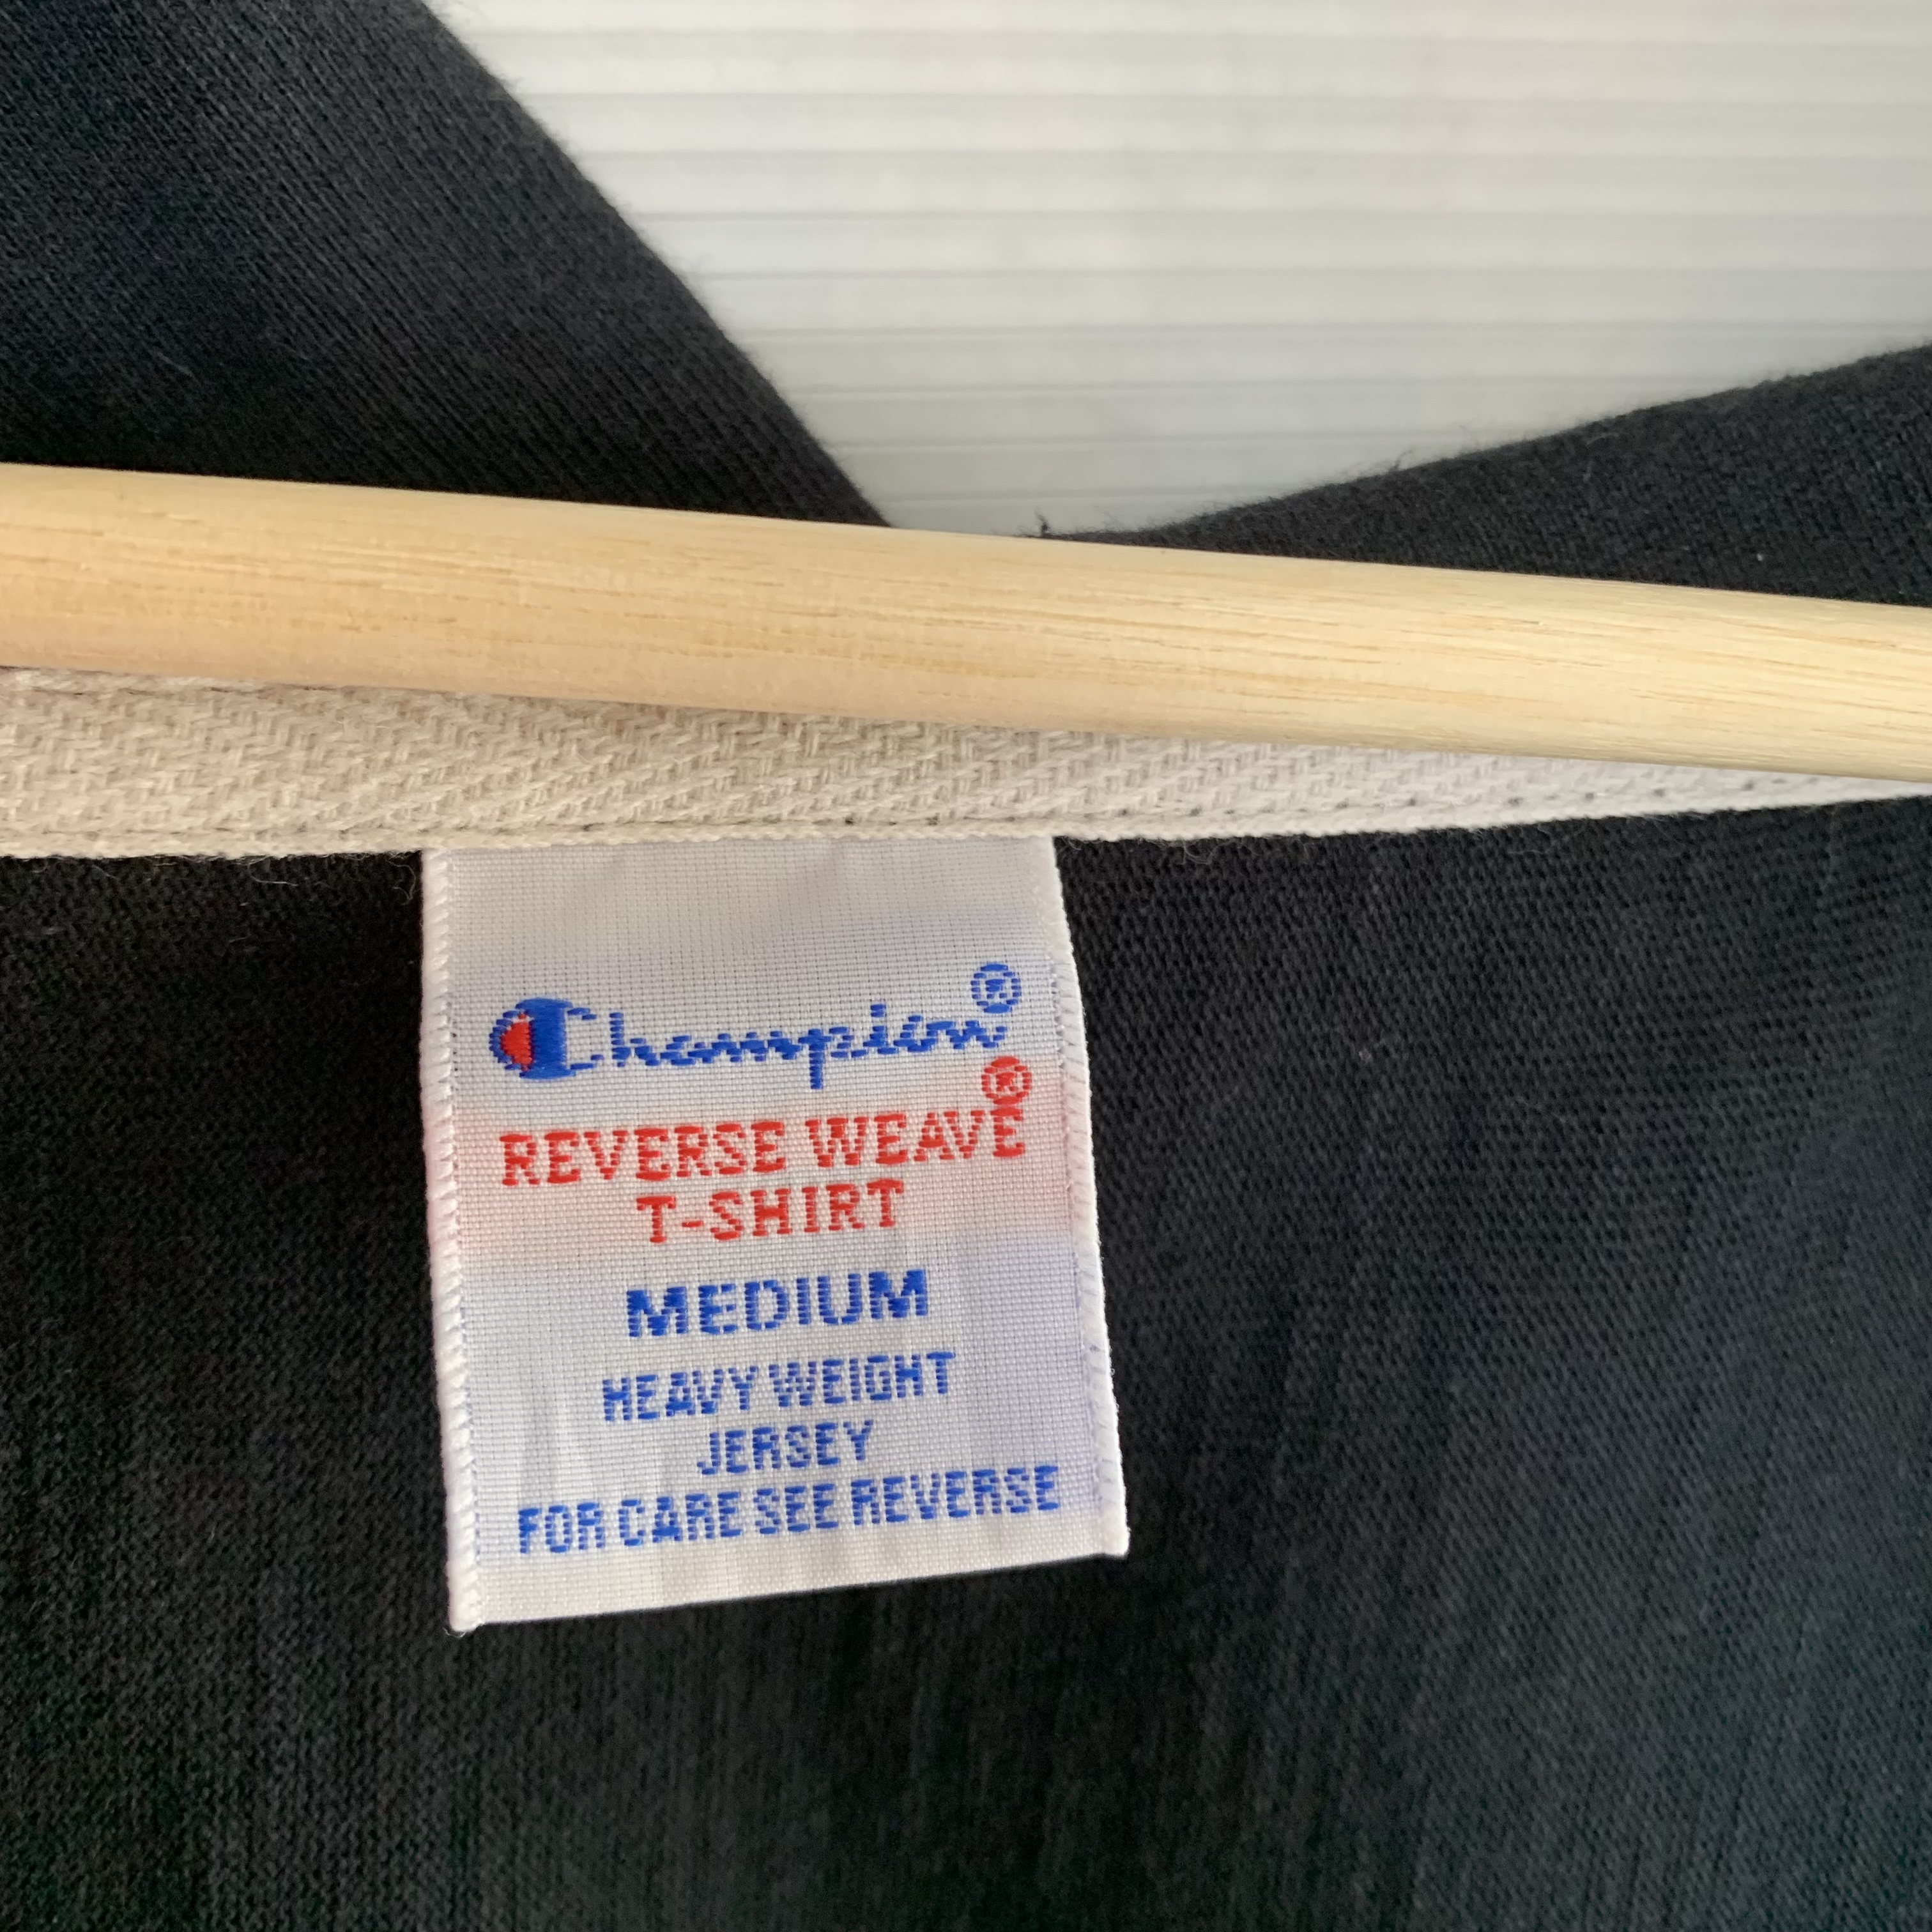 Champion®
REVERSE WEAVE®
T-SHIRT
MEDIUM
HEAVY WEIGHT
JERSEY
FOR CARE SEE REVERSE